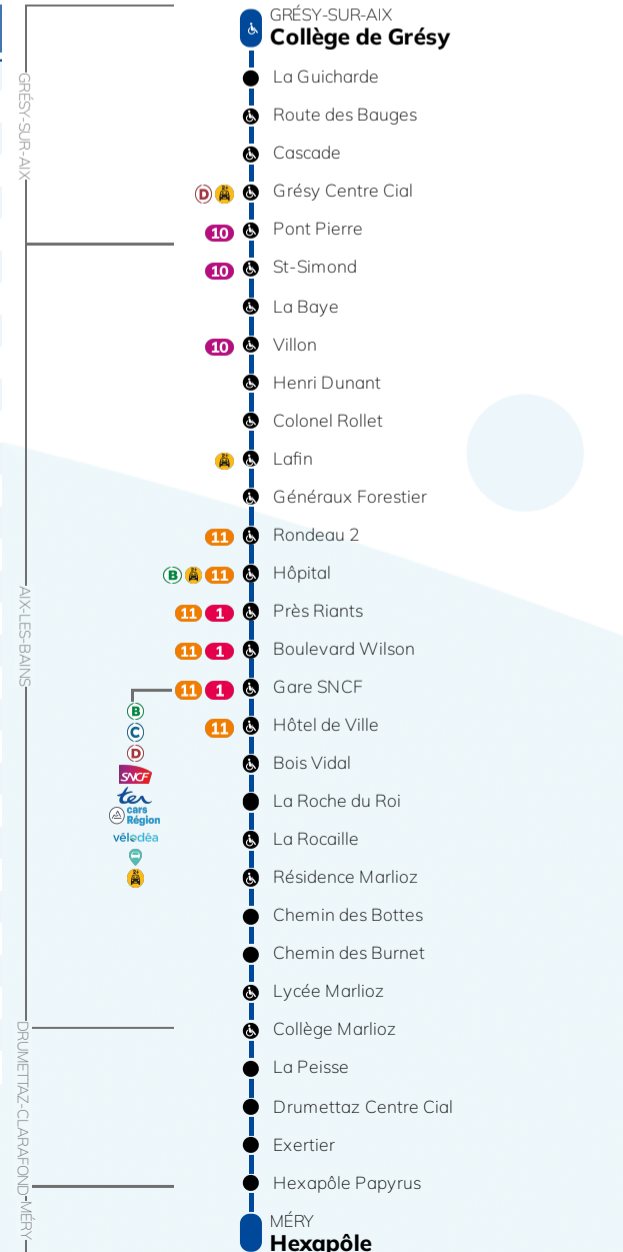 GRÉSY-SUR-AIX
Collège de Grésy
La Guicharde
GRÉSY-SUR-AIX
Route des Bauges
Cascade
D Grésy Centre Cial
10 Pont Pierre
10 St-Simond
La Baye
10 Villon
Henri Dunant
Colonel Rollet
Lafin
Généraux Forestier
11 Rondeau 2
B 11 Hôpital
AIX-LES-BAINS
11 1 Près Riants
11 1 Boulevard Wilson
11 1 Gare SNCF
B
C
D
SNCF
ter
cars
Région
vélodéa
11 Hôtel de Ville
Bois Vidal
La Roche du Roi
La Rocaille
Résidence Marlioz
Chemin des Bottes
Chemin des Burnet
Lycée Marlioz
Collège Marlioz
DRUMETTAZ-CLARAFOND
La Peisse
Drumettaz Centre Cial
Exertier
Hexapôle Papyrus
MÉRY
MÉRY
Hexapôle